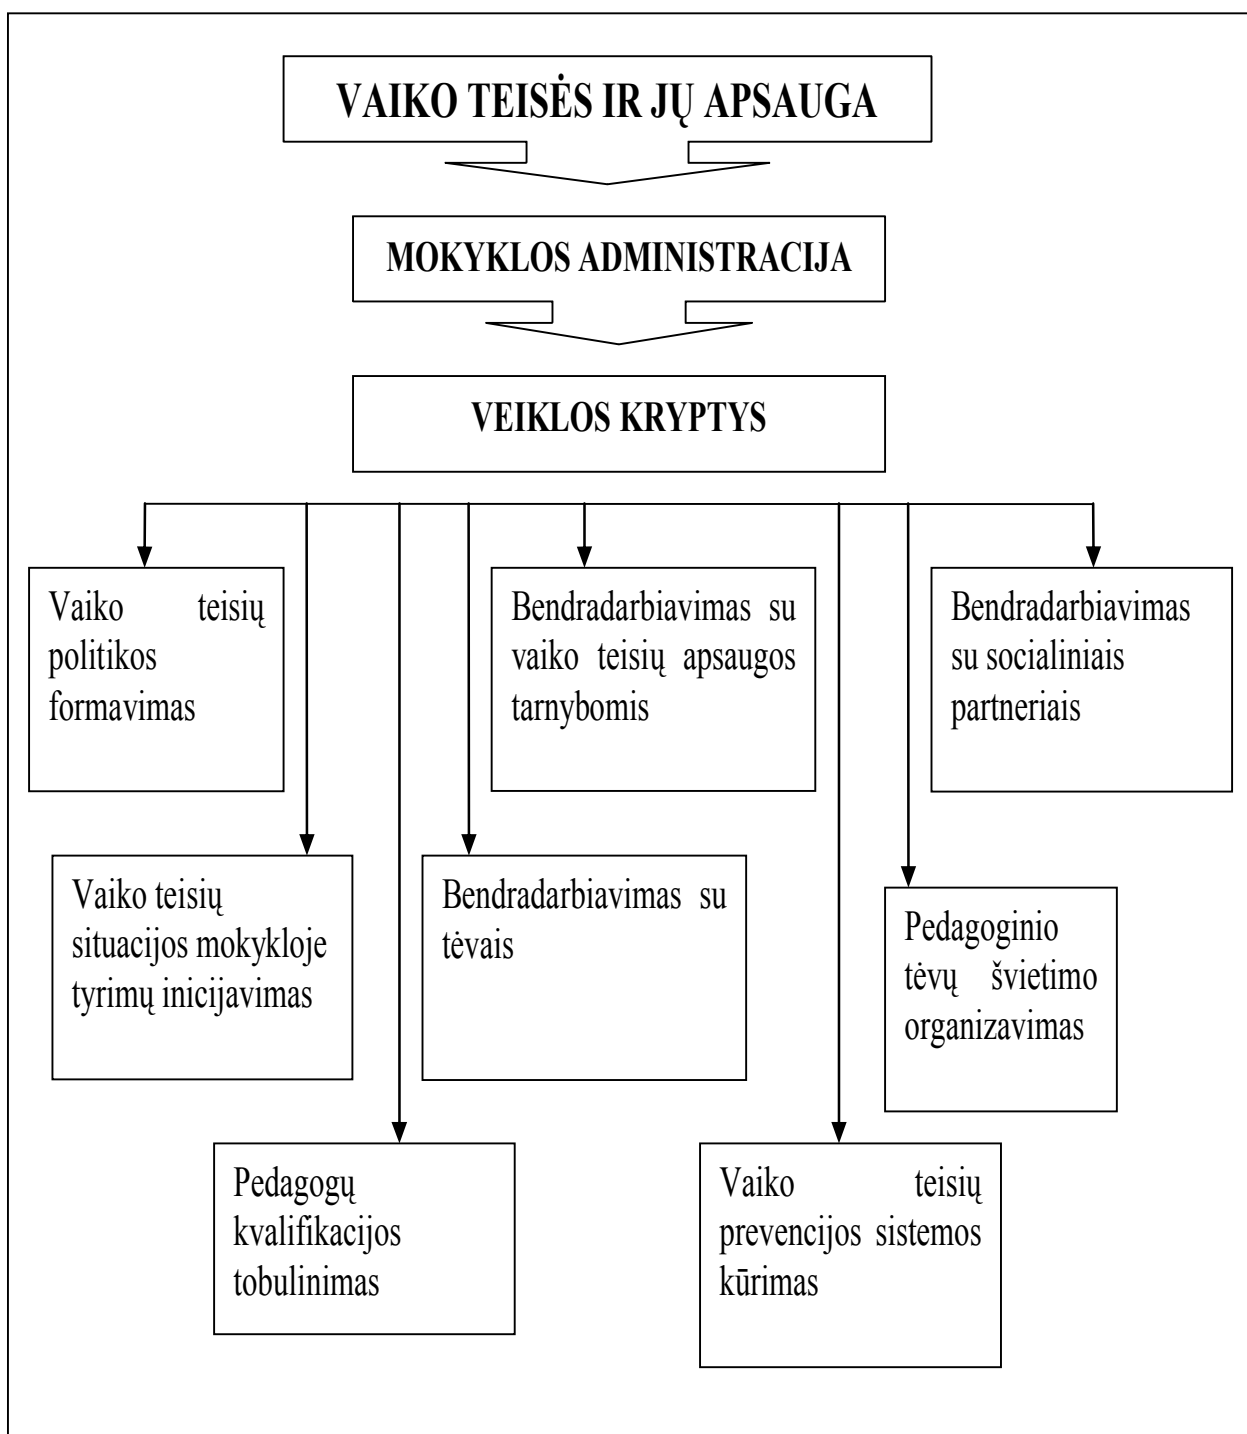 VAIKO TEISĖS IR JŲ APSAUGA
MOKYKLOS ADMINISTRACIJA
VEIKLOS KRYPTYS
Vaiko teisių
politikos
formavimas
Bendradarbiavimas su
vaiko teisių apsaugos
tarnybomis
Bendradarbiavimas
su socialiniais
partneriais
Vaiko teisių
situacijos mokykloje
tyrimų inicijavimas
Bendradarbiavimas su
tėvais
Pedagoginio
tėvų švietimo
organizavimas
Pedagogų
kvalifikacijos
tobulinimas
Vaiko teisių
prevencijos sistemos
kūrimas